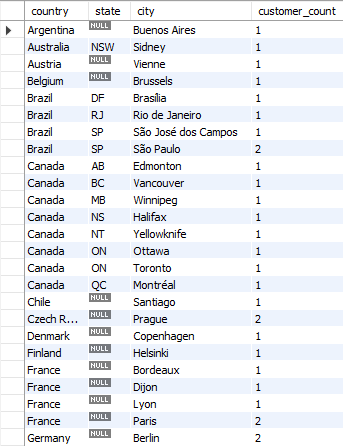 country state city customer_count
Argentina NULL Buenos Aires 1
Australia NSW Sidney 1
Austria NULL Vienne 1
Belgium NULL Brussels 1
Brazil DF Brasília 1
Brazil RJ Rio de Janeiro 1
Brazil SP São José dos Campos 1
Brazil SP São Paulo 2
Canada AB Edmonton 1
Canada BC Vancouver 1
Canada MB Winnipeg 1
Canada NS Halifax 1
Canada NT Yellowknife 1
Canada ON Ottawa 1
Canada ON Toronto 1
Canada QC Montréal 1
Chile NULL Santiago 1
Czech R... NULL Prague 2
Denmark NULL Copenhagen 1
Finland NULL Helsinki 1
France NULL Bordeaux 1
France NULL Dijon 1
France NULL Lyon 1
France NULL Paris 2
Germany NULL Berlin 2